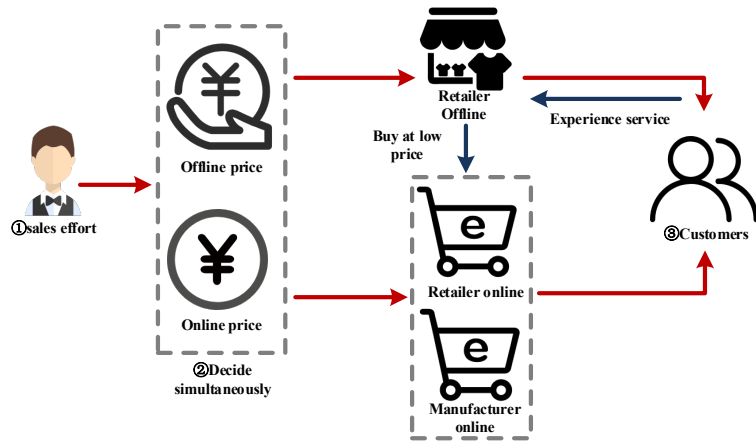 ①sales effort
¥
Offline price
¥
Online price
②Decide
simultaneously
Retailer
Offline
Buy at low
price
Experience service
e
Retailer online
e
Manufacturer
online
③Customers